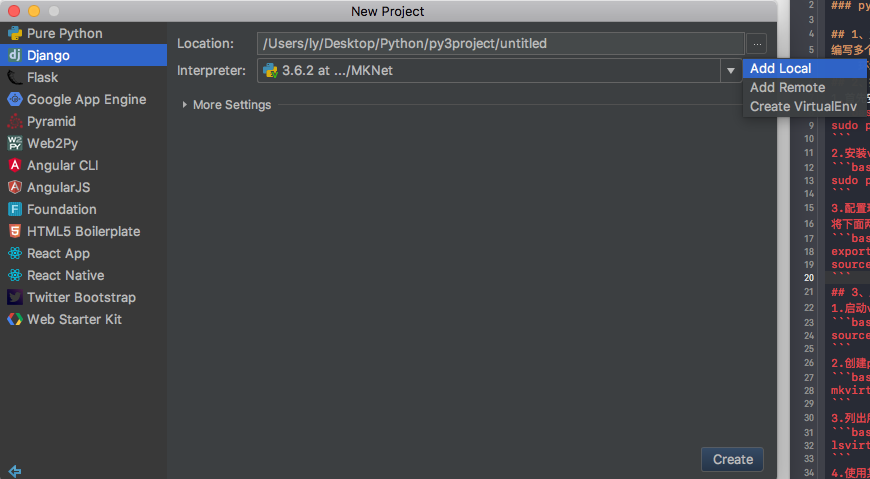 New Project
Pure Python
Django
Flask
Google App Engine
Pyramid
Web2Py
Angular CLI
AngularJS
Foundation
HTML5 Boilerplate
React App
React Native
Twitter Bootstrap
Web Starter Kit
Location: /Users/ly/Desktop/Python/py3project/untitled ...
Interpreter: 3.6.2 at .../MKNet
More Settings
Add Local
Add Remote
Create VirtualEnv
Create
2 ### py
3
4 ## 1、
5 编写多个
9 sudo p
10 ```
11 2.安装v
12 ```bas
13 sudo p
14 ```
15 3.配置环
16 将下面两
17 ```bas
18 export
19 source
20 ```
21 ## 3、
22 1.启动v
23 ```bas
24 source
25 ```
26 2.创建p
27 ```bas
28 mkvirt
29 ```
30 3.列出所
31 ```bas
32 lsvirt
33 ```
34 4.使用某